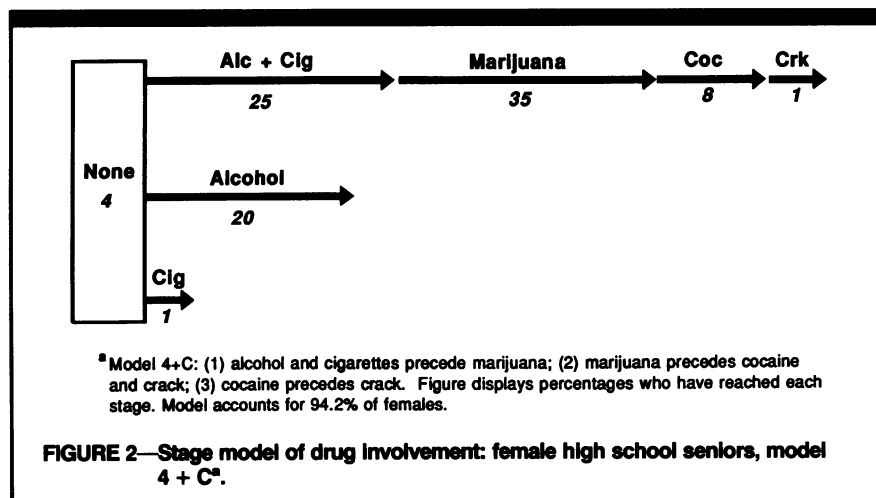 Alc + Cig Marijuana Coc Crk
25 35 8 1
None
4
Alcohol
20
Cig
1
a Model 4+C: (1) alcohol and cigarettes precede marijuana; (2) marijuana precedes cocaine
and crack; (3) cocaine precedes crack. Figure displays percentages who have reached each
stage. Model accounts for 94.2% of females.
FIGURE 2—Stage model of drug involvement: female high school seniors, model
4 + Cª.